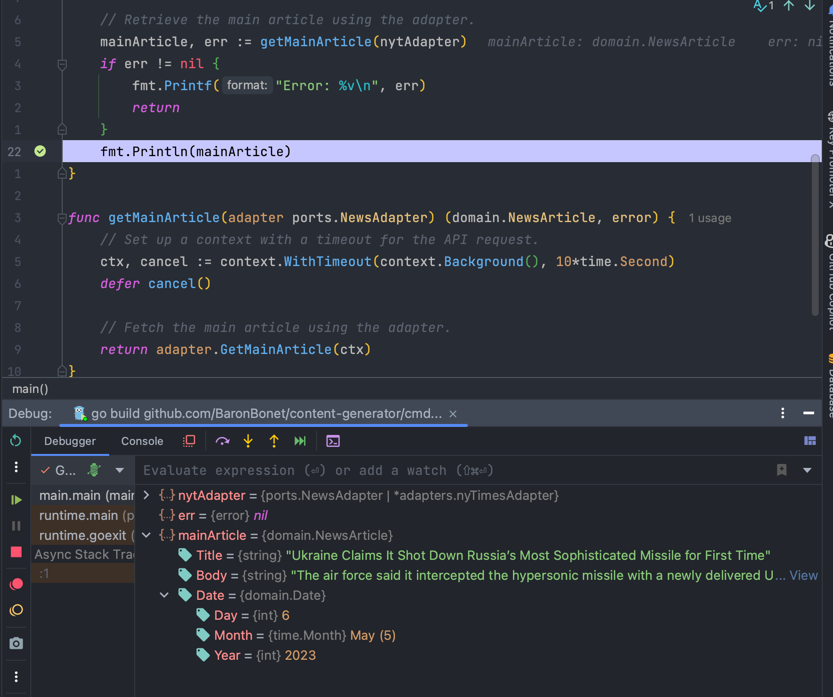 6 // Retrieve the main article using the adapter.
5 mainArticle, err := getMainArticle(nytAdapter) mainArticle: domain.NewsArticle err: ni
4 if err != nil {
3 fmt.Printf( format: "Error: %v\n", err)
2 return
1 }
22 fmt.Println(mainArticle)
1 }
2
3 func getMainArticle(adapter ports.NewsAdapter) (domain.NewsArticle, error) { 1 usage
4 // Set up a context with a timeout for the API request.
5 ctx, cancel := context.WithTimeout(context.Background(), 10*time.Second)
6 defer cancel()
7
8 // Fetch the main article using the adapter.
9 return adapter.GetMainArticle(ctx)
10 }
1
Notifications
Database
main()
Debug: go build github.com/BaronBonet/content-generator/cmd...
Debugger Console
G... Evaluate expression (⏎) or add a watch (⇧⌘⏎)
main.main (mai
runtime.main (p
runtime.goexit (
Async Stack Tra
:1
nytAdapter = {ports.NewsAdapter | *adapters.nyTimesAdapter}
err = {error} nil
mainArticle = {domain.NewsArticle}
Title = {string} "Ukraine Claims It Shot Down Russia's Most Sophisticated Missile for First Time"
Body = {string} "The air force said it intercepted the hypersonic missile with a newly delivered U... View
Date = {domain.Date}
Day = {int} 6
Month = {time.Month} May (5)
Year = {int} 2023